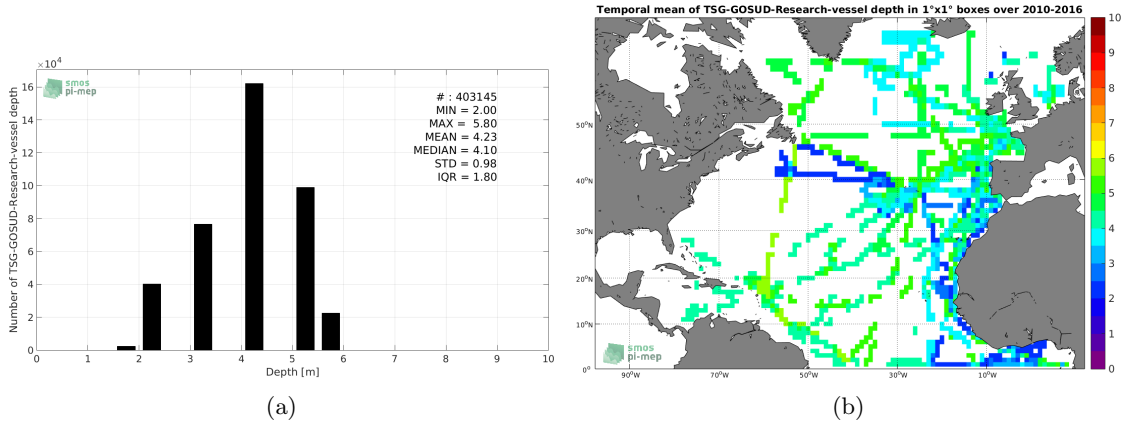 ×10⁴
smos
pi-mep
# : 403145
MIN = 2.00
MAX = 5.80
MEAN = 4.23
MEDIAN = 4.10
STD = 0.98
IQR = 1.80
Number of TSG-GOSUD-Research-vessel depth
16
14
12
10
8
6
4
2
0
0 1 2 3 4 5 6 7 8 9 10
Depth [m]
(a)
Temporal mean of TSG-GOSUD-Research-vessel depth in 1°x1° boxes over 2010-2016
50°N
40°N
30°N
20°N
10°N
0°
90°W 70°W 50°W 30°W 10°W
smos
pi-mep
10
9
8
7
6
5
4
3
2
1
0
(b)